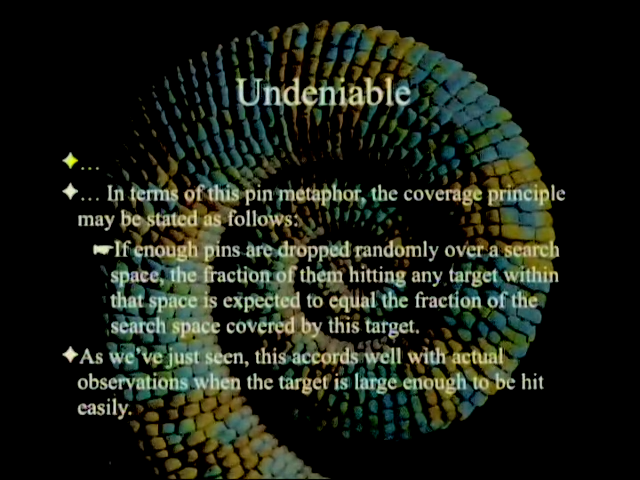 Undeniable
…
… In terms of this pin metaphor, the coverage principle
may be stated as follows:
If enough pins are dropped randomly over a search
space, the fraction of them hitting any target within
that space is expected to equal the fraction of the
search space covered by this target.
As we've just seen, this accords well with actual
observations when the target is large enough to be hit
easily.